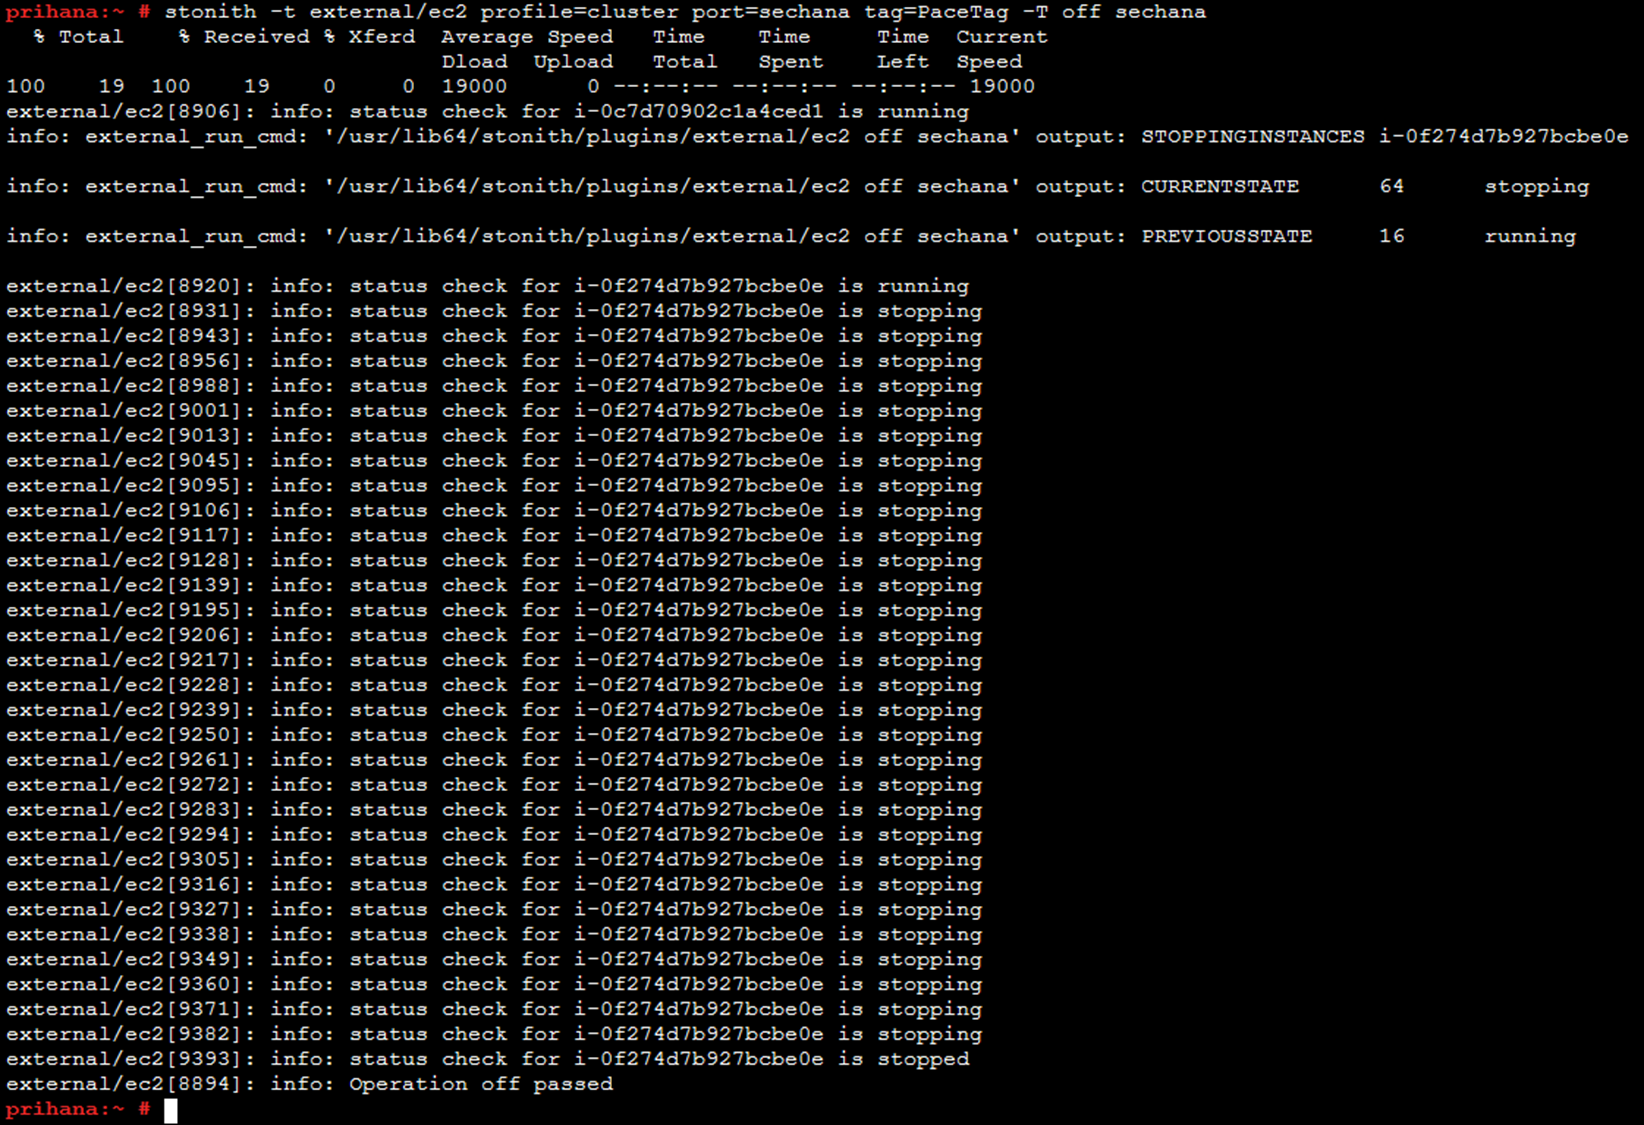 prihana:~ # stonith -t external/ec2 profile=cluster port=sechana tag=PaceTag -T off sechana
% Total % Received % Xferd Average Speed Time Time Time Current
Dload Upload Total Spent Left Speed
100 19 100 19 0 0 19000 0 --:--:-- --:--:-- --:--:-- 19000
external/ec2[8906]: info: status check for i-0c7d70902c1a4ced1 is running
info: external_run_cmd: '/usr/lib64/stonith/plugins/external/ec2 off sechana' output: STOPPINGINSTANCES i-0f274d7b927bcbe0e
info: external_run_cmd: '/usr/lib64/stonith/plugins/external/ec2 off sechana' output: CURRENTSTATE 64 stopping
info: external_run_cmd: '/usr/lib64/stonith/plugins/external/ec2 off sechana' output: PREVIOUSSTATE 16 running
external/ec2[8920]: info: status check for i-0f274d7b927bcbe0e is running
external/ec2[8931]: info: status check for i-0f274d7b927bcbe0e is stopping
external/ec2[8943]: info: status check for i-0f274d7b927bcbe0e is stopping
external/ec2[8956]: info: status check for i-0f274d7b927bcbe0e is stopping
external/ec2[8988]: info: status check for i-0f274d7b927bcbe0e is stopping
external/ec2[9001]: info: status check for i-0f274d7b927bcbe0e is stopping
external/ec2[9013]: info: status check for i-0f274d7b927bcbe0e is stopping
external/ec2[9045]: info: status check for i-0f274d7b927bcbe0e is stopping
external/ec2[9095]: info: status check for i-0f274d7b927bcbe0e is stopping
external/ec2[9106]: info: status check for i-0f274d7b927bcbe0e is stopping
external/ec2[9117]: info: status check for i-0f274d7b927bcbe0e is stopping
external/ec2[9128]: info: status check for i-0f274d7b927bcbe0e is stopping
external/ec2[9139]: info: status check for i-0f274d7b927bcbe0e is stopping
external/ec2[9195]: info: status check for i-0f274d7b927bcbe0e is stopping
external/ec2[9206]: info: status check for i-0f274d7b927bcbe0e is stopping
external/ec2[9217]: info: status check for i-0f274d7b927bcbe0e is stopping
external/ec2[9228]: info: status check for i-0f274d7b927bcbe0e is stopping
external/ec2[9239]: info: status check for i-0f274d7b927bcbe0e is stopping
external/ec2[9250]: info: status check for i-0f274d7b927bcbe0e is stopping
external/ec2[9261]: info: status check for i-0f274d7b927bcbe0e is stopping
external/ec2[9272]: info: status check for i-0f274d7b927bcbe0e is stopping
external/ec2[9283]: info: status check for i-0f274d7b927bcbe0e is stopping
external/ec2[9294]: info: status check for i-0f274d7b927bcbe0e is stopping
external/ec2[9305]: info: status check for i-0f274d7b927bcbe0e is stopping
external/ec2[9316]: info: status check for i-0f274d7b927bcbe0e is stopping
external/ec2[9327]: info: status check for i-0f274d7b927bcbe0e is stopping
external/ec2[9338]: info: status check for i-0f274d7b927bcbe0e is stopping
external/ec2[9349]: info: status check for i-0f274d7b927bcbe0e is stopping
external/ec2[9360]: info: status check for i-0f274d7b927bcbe0e is stopping
external/ec2[9371]: info: status check for i-0f274d7b927bcbe0e is stopping
external/ec2[9382]: info: status check for i-0f274d7b927bcbe0e is stopping
external/ec2[9393]: info: status check for i-0f274d7b927bcbe0e is stopped
external/ec2[8894]: info: Operation off passed
prihana:~ #